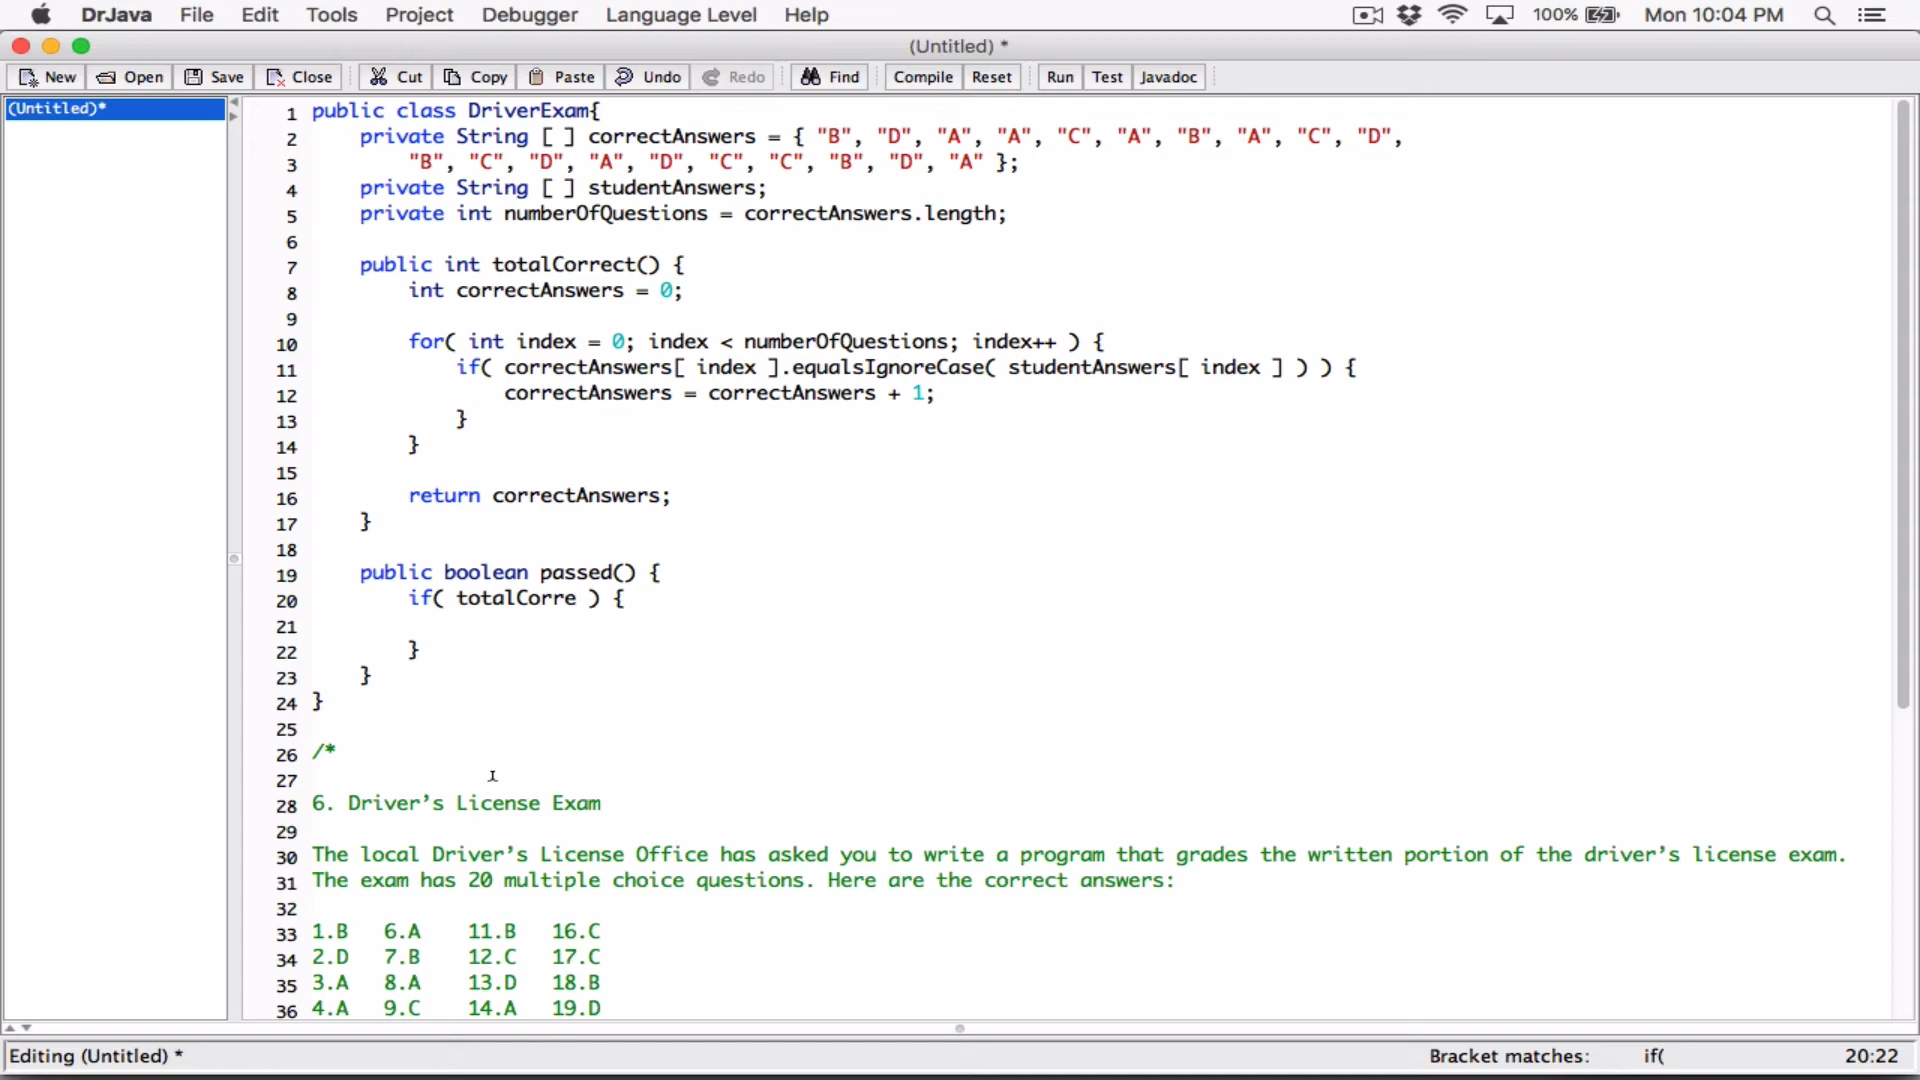 DrJava File Edit Tools Project Debugger Language Level Help 100% Mon 10:04 PM
(Untitled) *
New Open Save Close Cut Copy Paste Undo Redo Find Compile Reset Run Test Javadoc
(Untitled)*
1 public class DriverExam{
2 private String [ ] correctAnswers = { "B", "D", "A", "A", "C", "A", "B", "A", "C", "D",
3 "B", "C", "D", "A", "D", "C", "C", "B", "D", "A" };
4 private String [ ] studentAnswers;
5 private int numberOfQuestions = correctAnswers.length;
6
7 public int totalCorrect() {
8 int correctAnswers = 0;
9
10 for( int index = 0; index < numberOfQuestions; index++ ) {
11 if( correctAnswers[ index ].equalsIgnoreCase( studentAnswers[ index ] ) ) {
12 correctAnswers = correctAnswers + 1;
13 }
14 }
15
16 return correctAnswers;
17 }
18
19 public boolean passed() {
20 if( totalCorre ) {
21
22 }
23 }
24 }
25
26 /*
27
28 6. Driver’s License Exam
29
30 The local Driver’s License Office has asked you to write a program that grades the written portion of the driver’s license exam.
31 The exam has 20 multiple choice questions. Here are the correct answers:
32
33 1.B 6.A 11.B 16.C
34 2.D 7.B 12.C 17.C
35 3.A 8.A 13.D 18.B
36 4.A 9.C 14.A 19.D
Editing (Untitled) * Bracket matches: if( 20:22